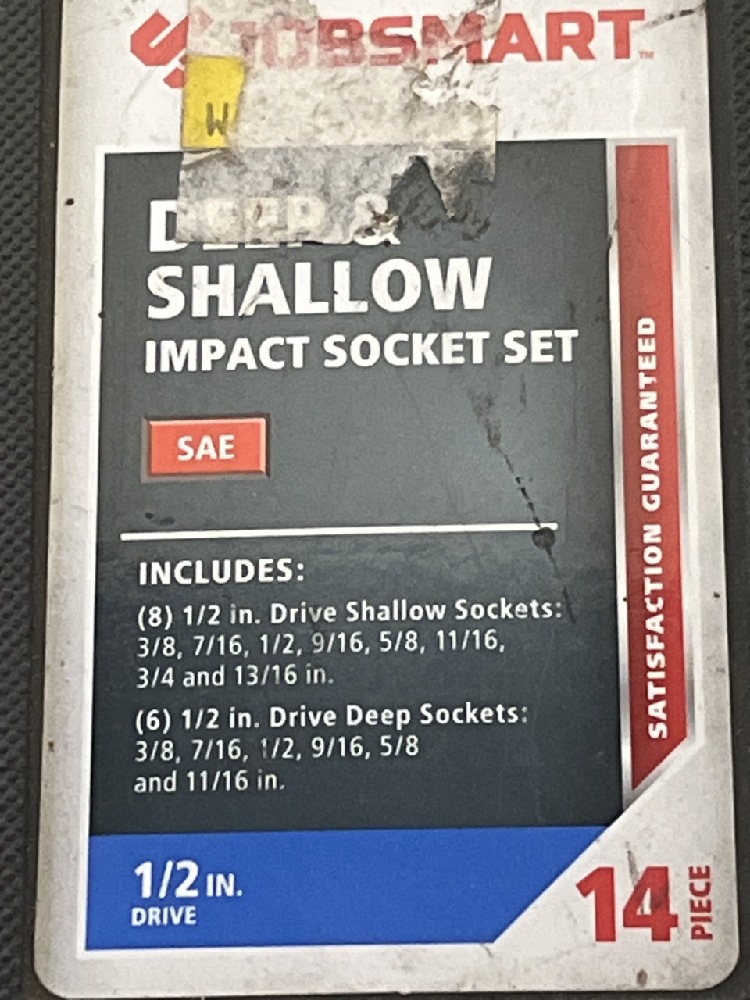 JOBSMART™
W
DEEP &
SHALLOW
IMPACT SOCKET SET
SAE
INCLUDES:
(8) 1/2 in. Drive Shallow Sockets:
3/8, 7/16, 1/2, 9/16, 5/8, 11/16,
3/4 and 13/16 in.
(6) 1/2 in. Drive Deep Sockets:
3/8, 7/16, 1/2, 9/16, 5/8
and 11/16 in.
SATISFACTION GUARANTEED
1/2 IN.
DRIVE
14 PIECE